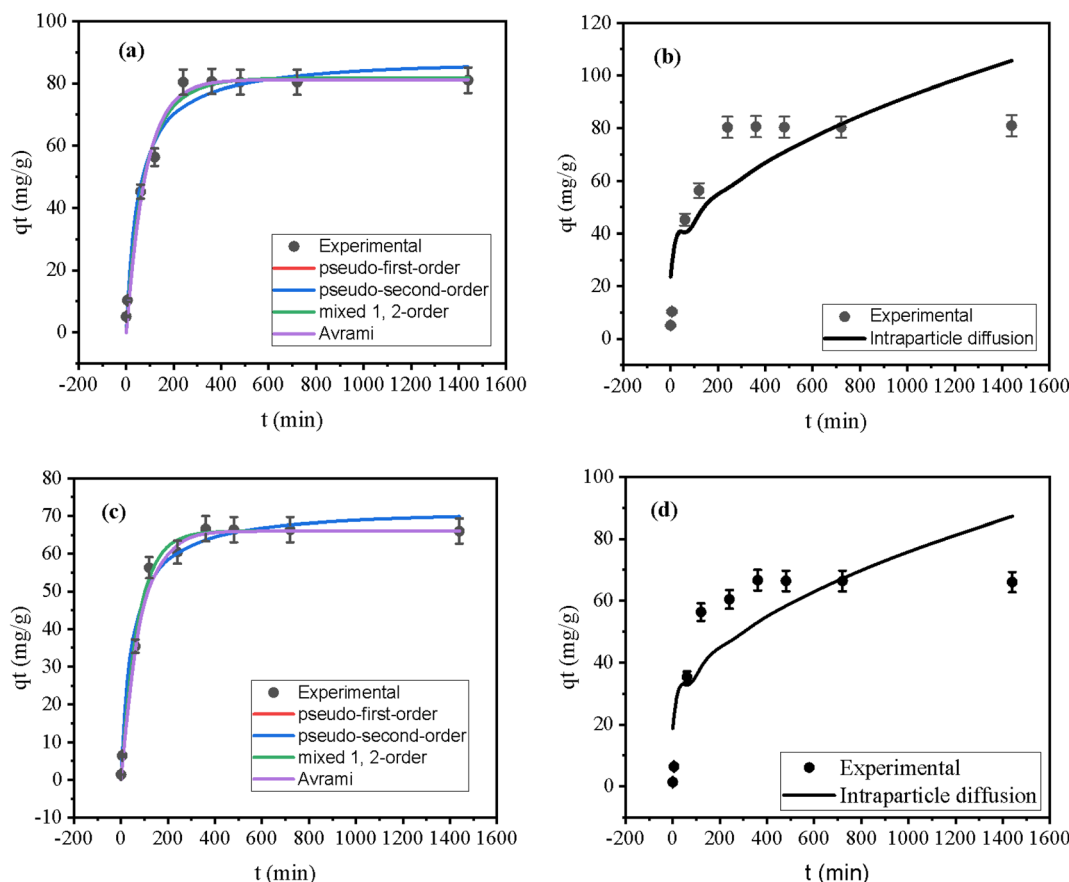 (a)
100
80
60
40
20
0
qt (mg/g)
Experimental
pseudo-first-order
pseudo-second-order
mixed 1, 2-order
Avrami
-200 0 200 400 600 800 1000 1200 1400 1600
t (min)
(b)
120
100
80
60
40
20
0
qt (mg/g)
Experimental
Intraparticle diffusion
-200 0 200 400 600 800 1000 1200 1400 1600
t (min)
(c)
80
70
60
50
40
30
20
10
0
-10
qt (mg/g)
Experimental
pseudo-first-order
pseudo-second-order
mixed 1, 2-order
Avrami
-200 0 200 400 600 800 1000 1200 1400 1600
t (min)
(d)
100
80
60
40
20
0
qt (mg/g)
Experimental
Intraparticle diffusion
-200 0 200 400 600 800 1000 1200 1400 1600
t (min)